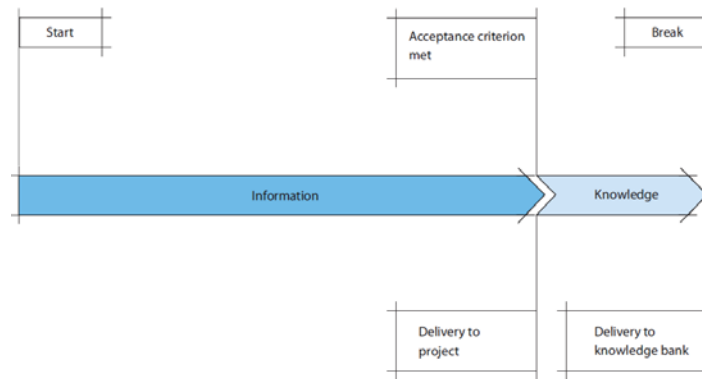 Start
Acceptance criterion
met
Break
Information
Knowledge
Delivery to
project
Delivery to
knowledge bank